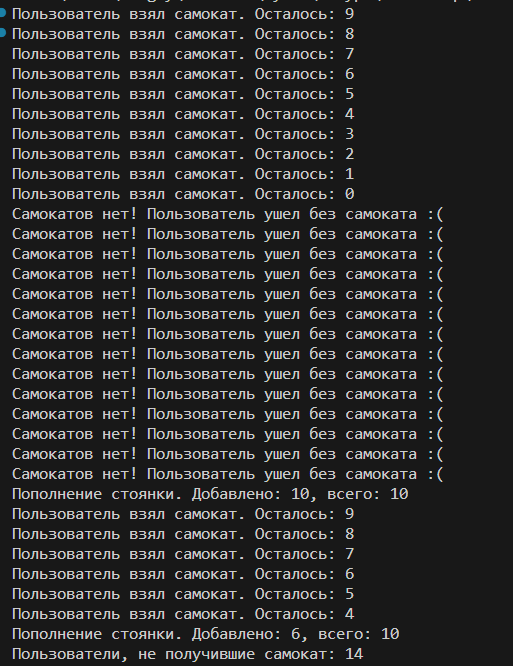 Пользователь взял самокат. Осталось: 9
Пользователь взял самокат. Осталось: 8
Пользователь взял самокат. Осталось: 7
Пользователь взял самокат. Осталось: 6
Пользователь взял самокат. Осталось: 5
Пользователь взял самокат. Осталось: 4
Пользователь взял самокат. Осталось: 3
Пользователь взял самокат. Осталось: 2
Пользователь взял самокат. Осталось: 1
Пользователь взял самокат. Осталось: 0
Самокатов нет! Пользователь ушел без самоката :(
Самокатов нет! Пользователь ушел без самоката :(
Самокатов нет! Пользователь ушел без самоката :(
Самокатов нет! Пользователь ушел без самоката :(
Самокатов нет! Пользователь ушел без самоката :(
Самокатов нет! Пользователь ушел без самоката :(
Самокатов нет! Пользователь ушел без самоката :(
Самокатов нет! Пользователь ушел без самоката :(
Самокатов нет! Пользователь ушел без самоката :(
Самокатов нет! Пользователь ушел без самоката :(
Самокатов нет! Пользователь ушел без самоката :(
Самокатов нет! Пользователь ушел без самоката :(
Самокатов нет! Пользователь ушел без самоката :(
Самокатов нет! Пользователь ушел без самоката :(
Пополнение стоянки. Добавлено: 10, всего: 10
Пользователь взял самокат. Осталось: 9
Пользователь взял самокат. Осталось: 8
Пользователь взял самокат. Осталось: 7
Пользователь взял самокат. Осталось: 6
Пользователь взял самокат. Осталось: 5
Пользователь взял самокат. Осталось: 4
Пополнение стоянки. Добавлено: 6, всего: 10
Пользователи, не получившие самокат: 14